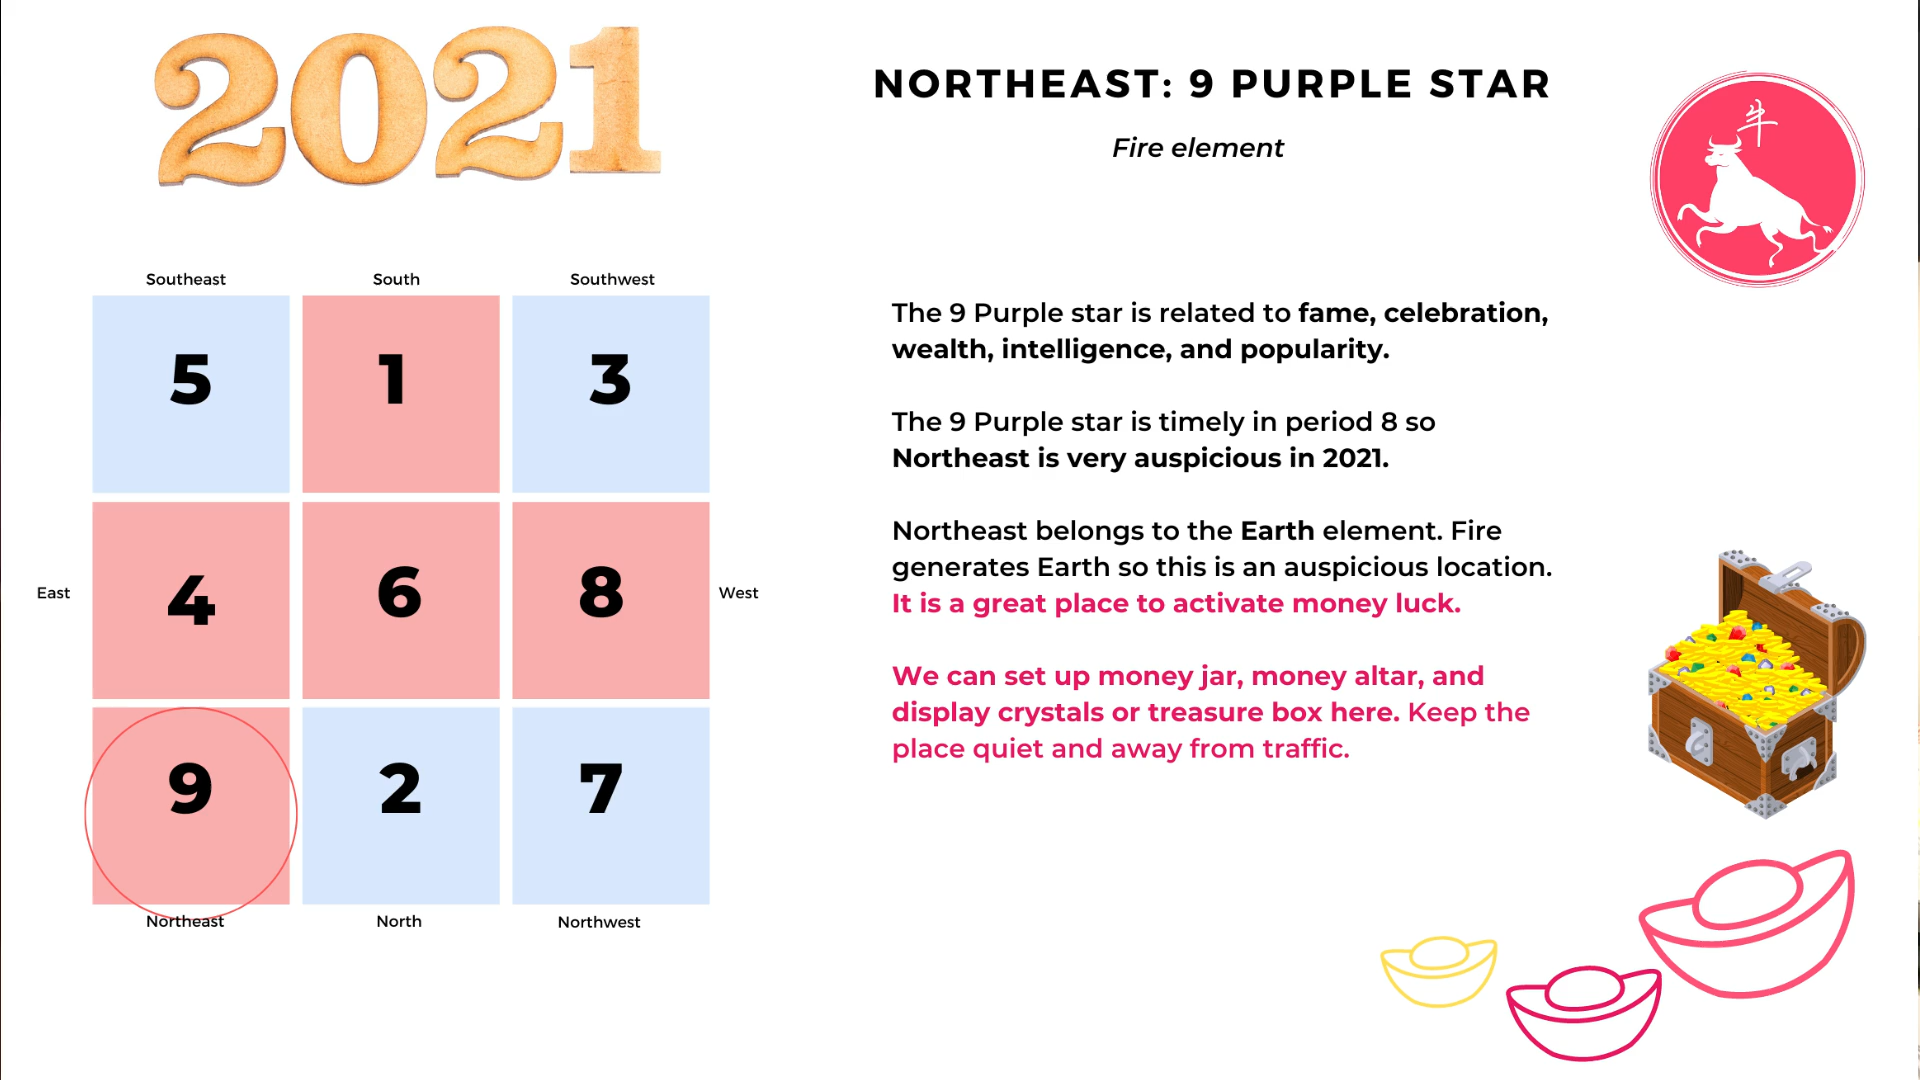 2021
NORTHEAST: 9 PURPLE STAR
Fire element
牛
Southeast
South
Southwest
5
1
3
East
4
6
8
West
9
2
7
Northeast
North
Northwest
The 9 Purple star is related to fame, celebration,
wealth, intelligence, and popularity.
The 9 Purple star is timely in period 8 so
Northeast is very auspicious in 2021.
Northeast belongs to the Earth element. Fire
generates Earth so this is an auspicious location.
It is a great place to activate money luck.
We can set up money jar, money altar, and
display crystals or treasure box here. Keep the
place quiet and away from traffic.